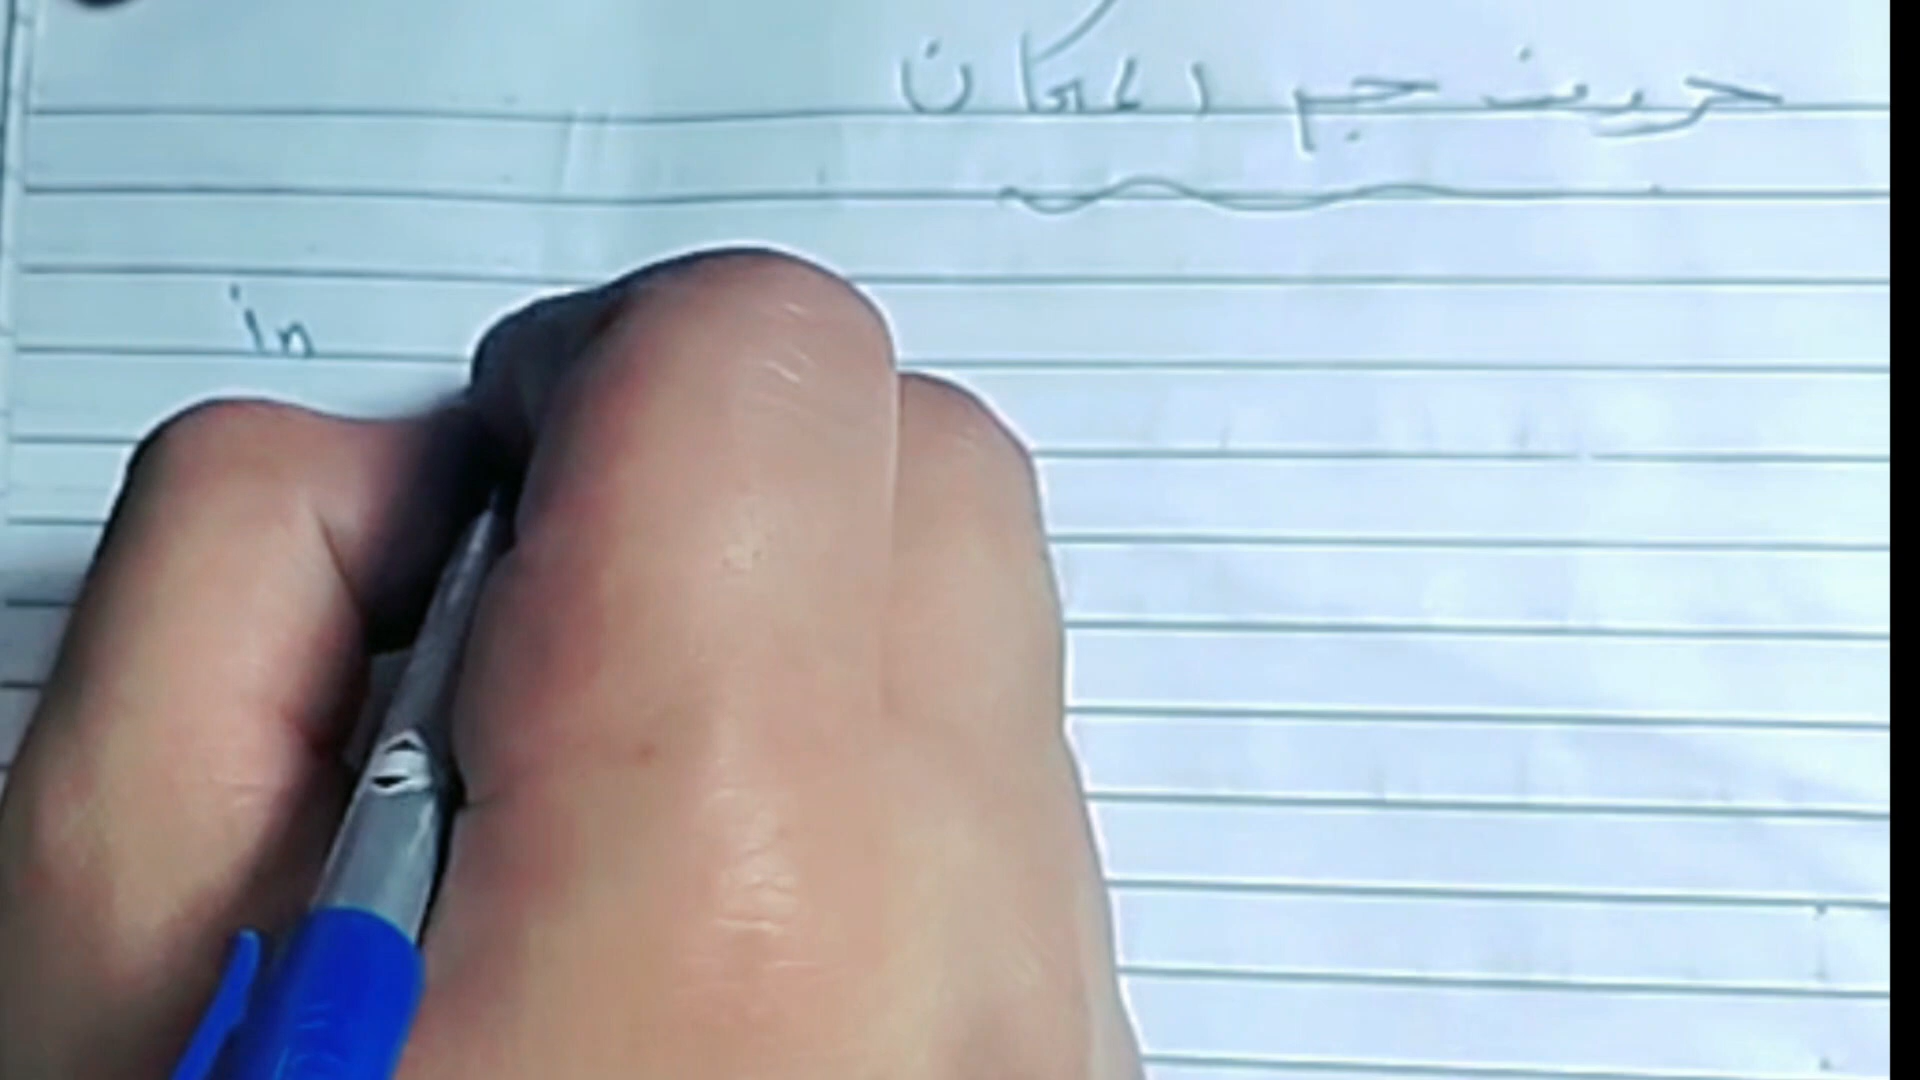 حروف جر المكان
in